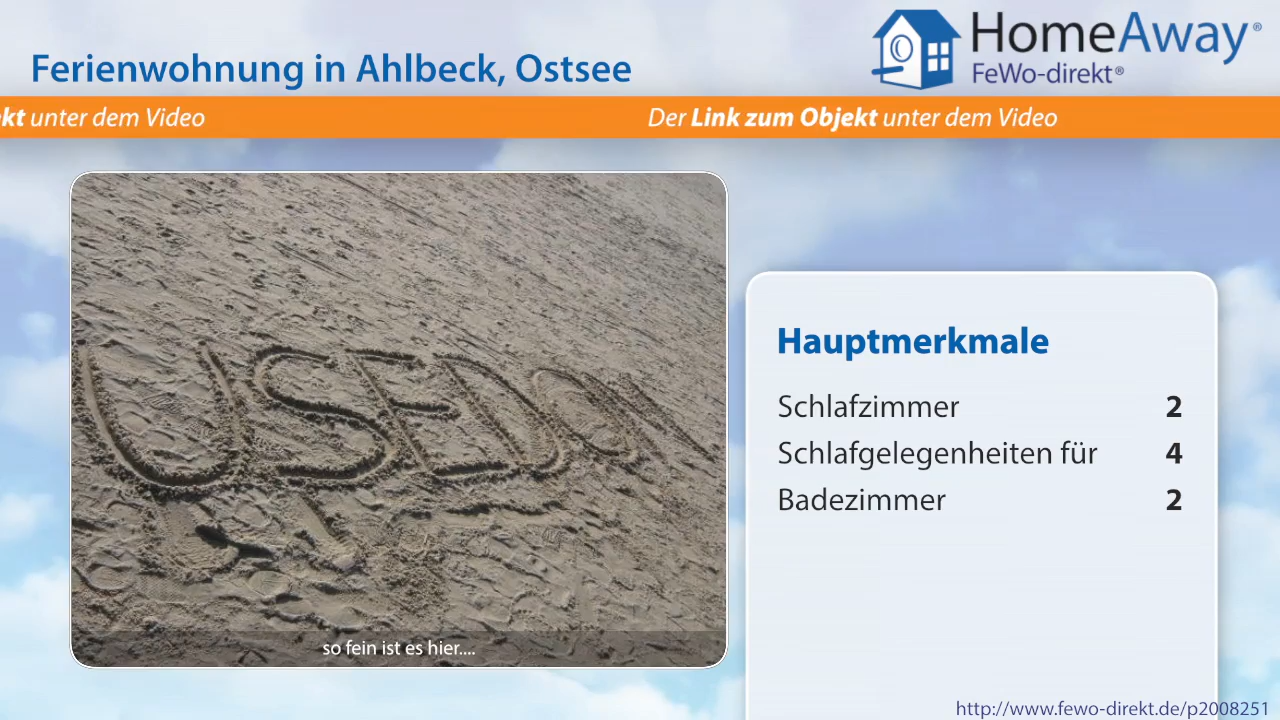 HomeAway®
FeWo-direkt®
Ferienwohnung in Ahlbeck, Ostsee
kt unter dem Video
Der Link zum Objekt unter dem Video
USEDOM
so fein ist es hier....
Hauptmerkmale
Schlafzimmer 2
Schlafgelegenheiten für 4
Badezimmer 2
http://www.fewo-direkt.de/p2008251